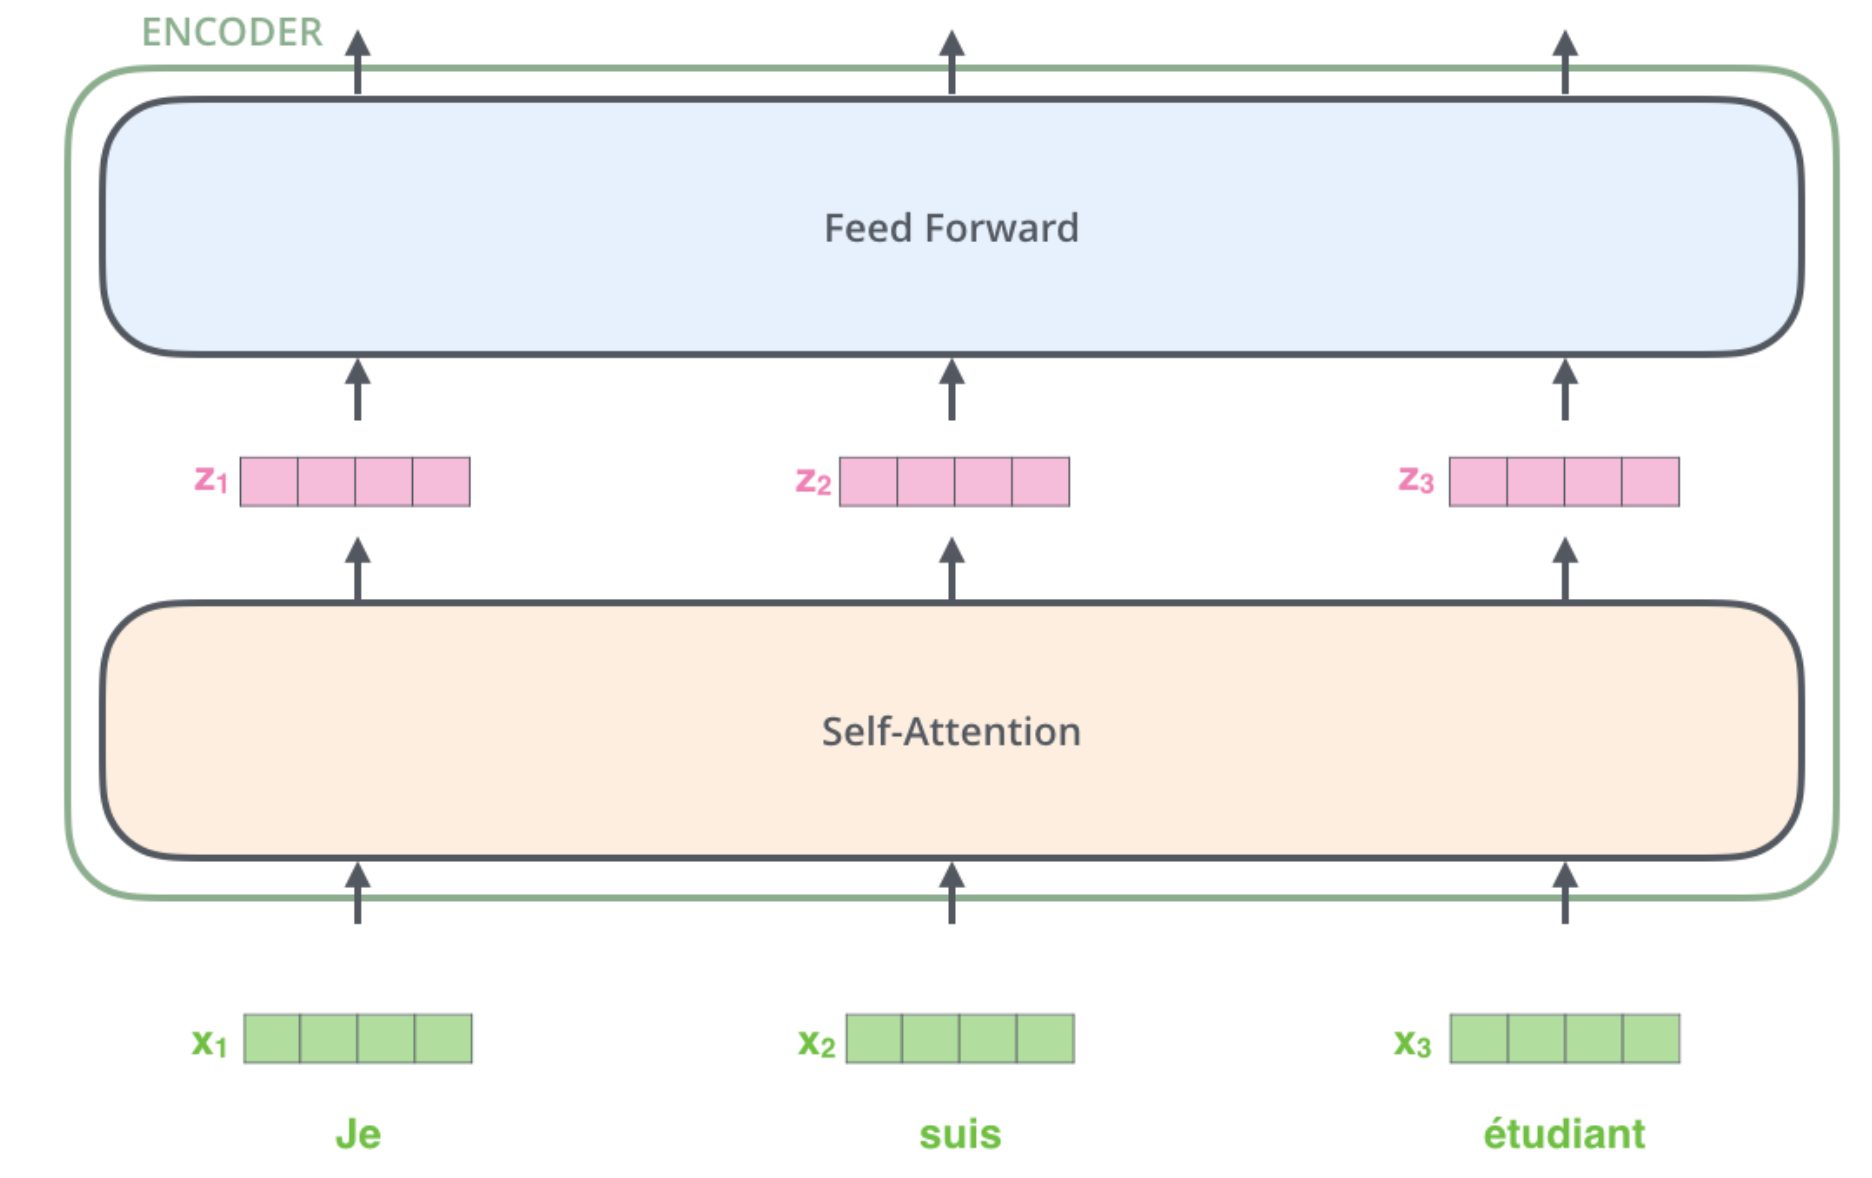 ENCODER
Feed Forward
z₁ z₂ z₃
Self-Attention
x₁ x₂ x₃
Je suis étudiant